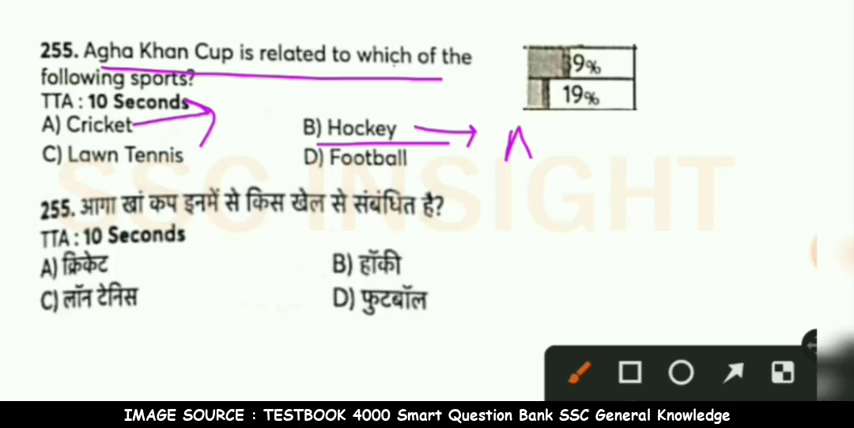 255. Agha Khan Cup is related to which of the
following sports?
TTA : 10 Seconds
A) Cricket
B) Hockey
C) Lawn Tennis
D) Football
39%
19%
SSC INSIGHT
255. आगा खां कप इनमें से किस खेल से संबंधित है?
TTA : 10 Seconds
A) क्रिकेट
B) हॉकी
C) लॉन टेनिस
D) फुटबॉल
IMAGE SOURCE : TESTBOOK 4000 Smart Question Bank SSC General Knowledge